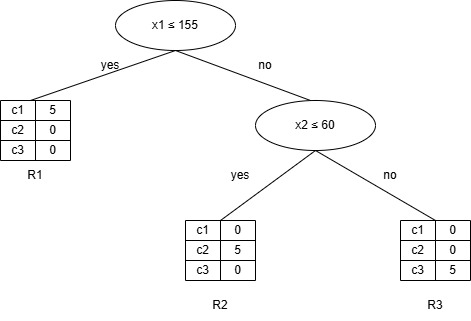 x1 ≤ 155
yes
no
c1 5
c2 0
c3 0
R1
x2 ≤ 60
yes
no
c1 0
c2 5
c3 0
R2
c1 0
c2 0
c3 5
R3